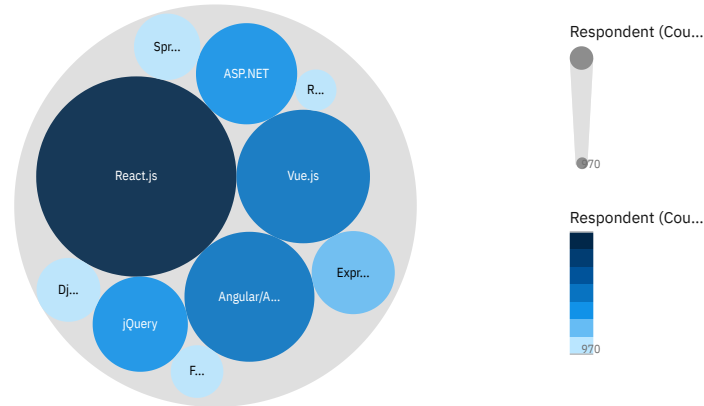 Respondent (Cou...
Spr...
ASP.NET
R...
970
React.js
Vue.js
Respondent (Cou...
Expr...
Dj...
Angular/A...
jQuery
F...
970